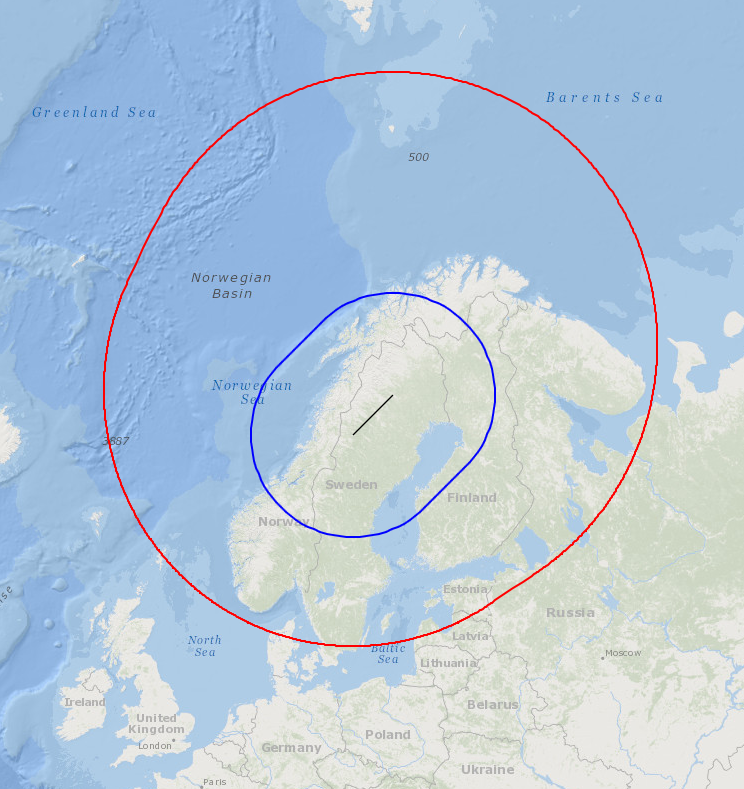 Greenland Sea
Barents Sea
500
Norwegian
Basin
Norwegian
Sea
3887
Sweden
Finland
Norway
Estonia
Russia
North
Sea
Latvia
Baltic
Sea
Moscow
Lithuania
Ireland
Belarus
United
Kingdom
London
Poland
Germany
Ukraine
Paris